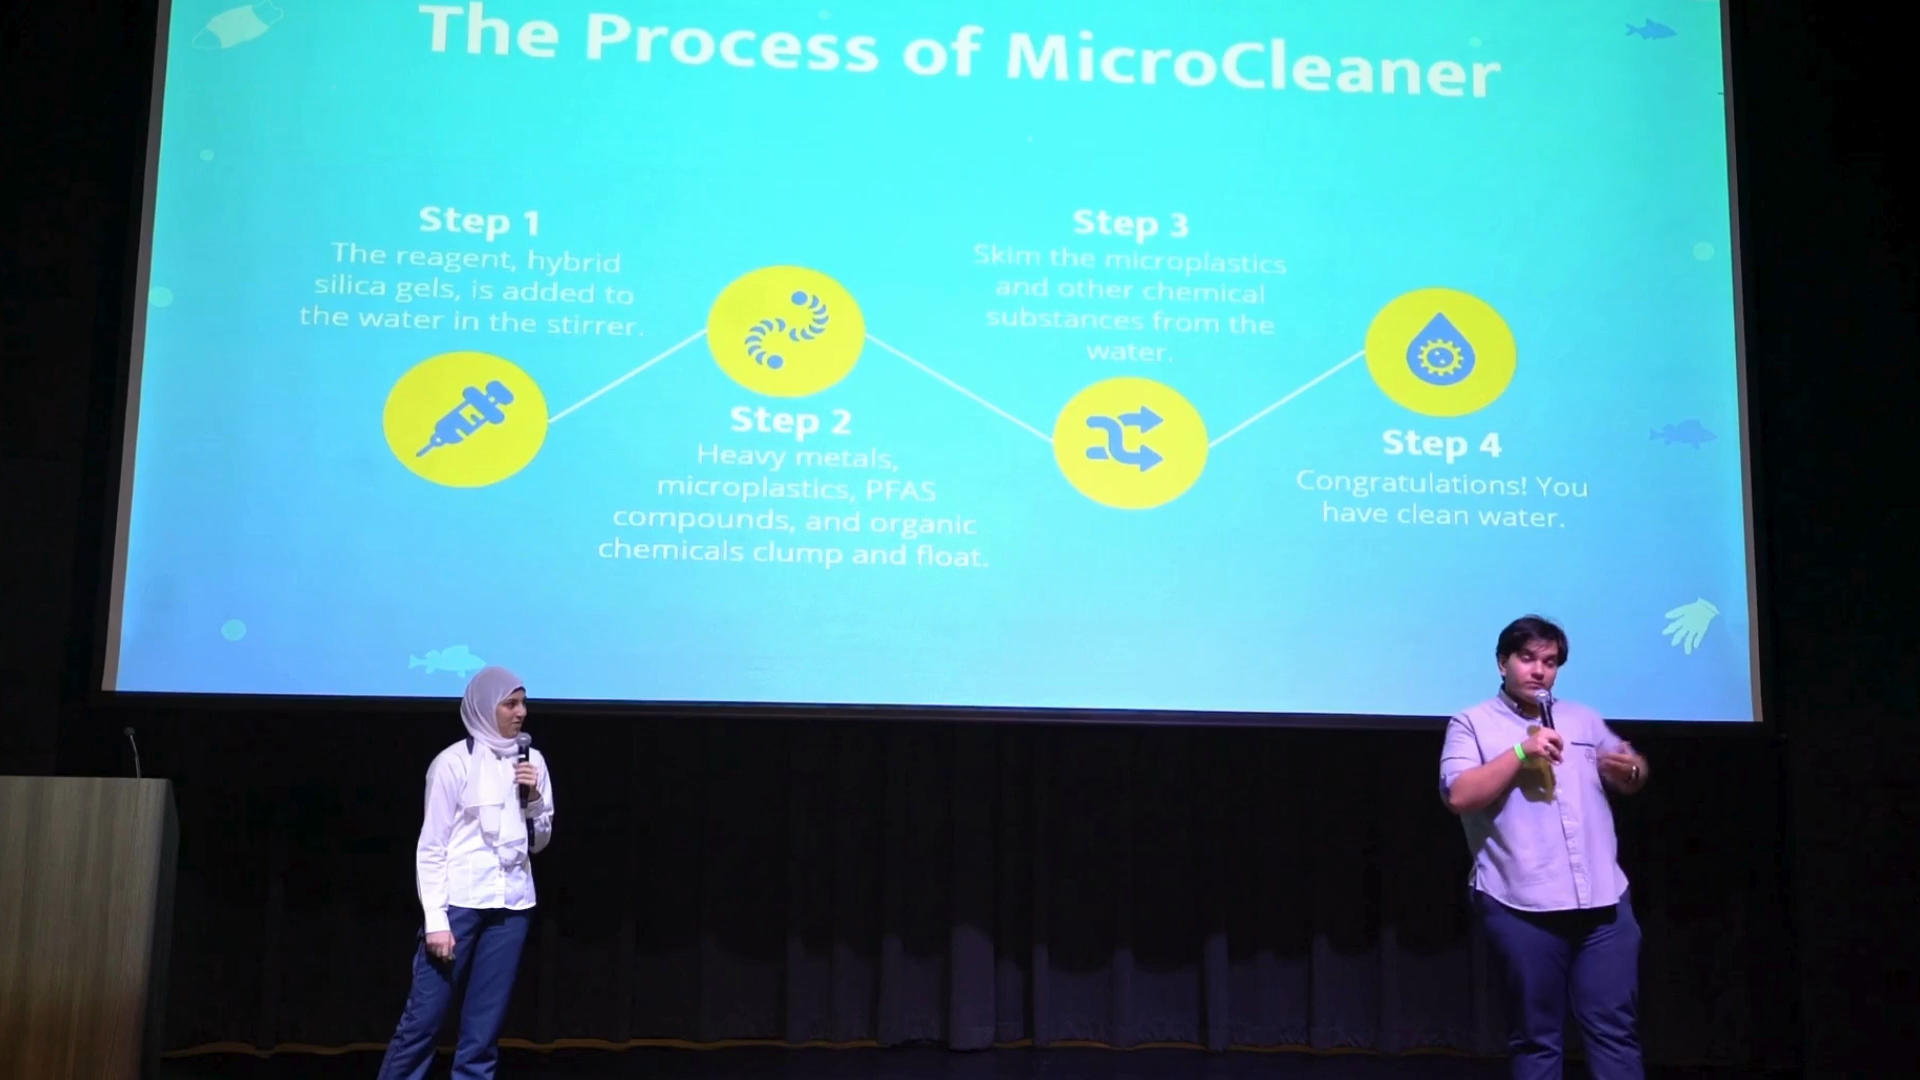 The Process of MicroCleaner
Step 1
The reagent, hybrid
silica gels, is added to
the water in the stirrer.
Step 2
Heavy metals,
microplastics, PFAS
compounds, and organic
chemicals clump and float.
Step 3
Skim the microplastics
and other chemical
substances from the
water.
Step 4
Congratulations! You
have clean water.